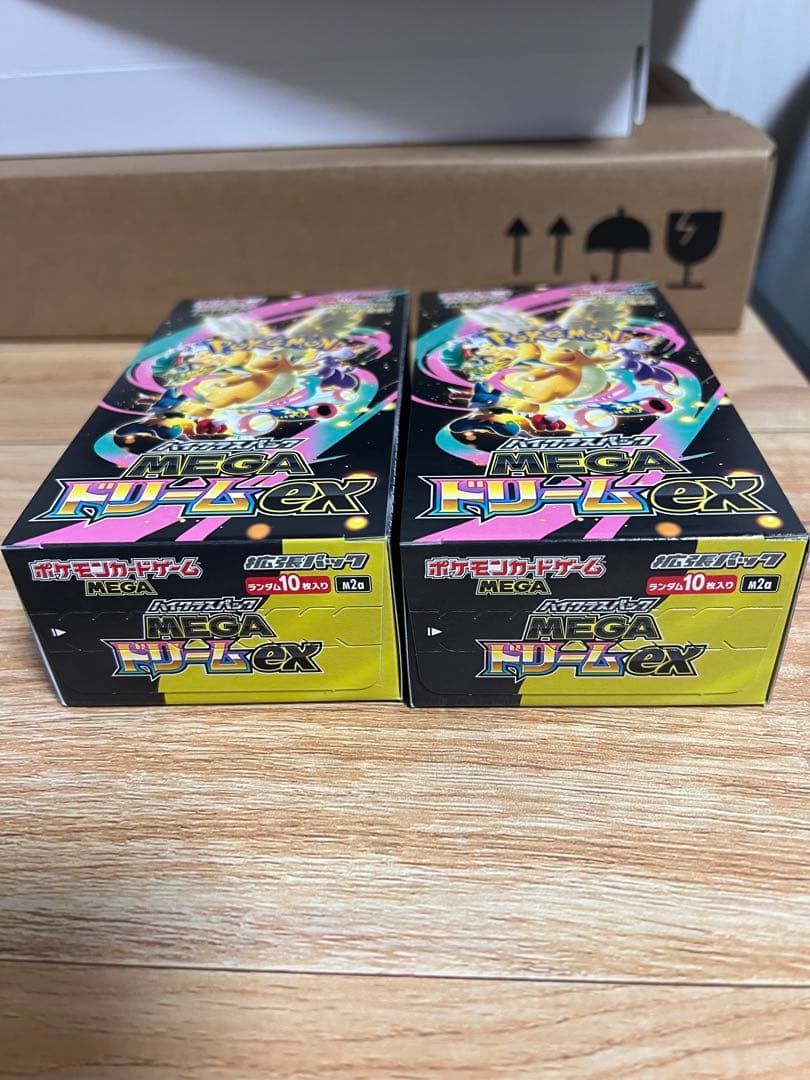 POKÉMON
ハイクラスパック
MEGA
ドリームex
ポケモンカードゲーム
MEGA
拡張パック
ランダム10枚入り
M2a
ハイクラスパック
MEGA
ドリームex
POKÉMON
ハイクラスパック
MEGA
ドリームex
ポケモンカードゲーム
MEGA
拡張パック
ランダム10枚入り
M2a
ハイクラスパック
MEGA
ドリームex